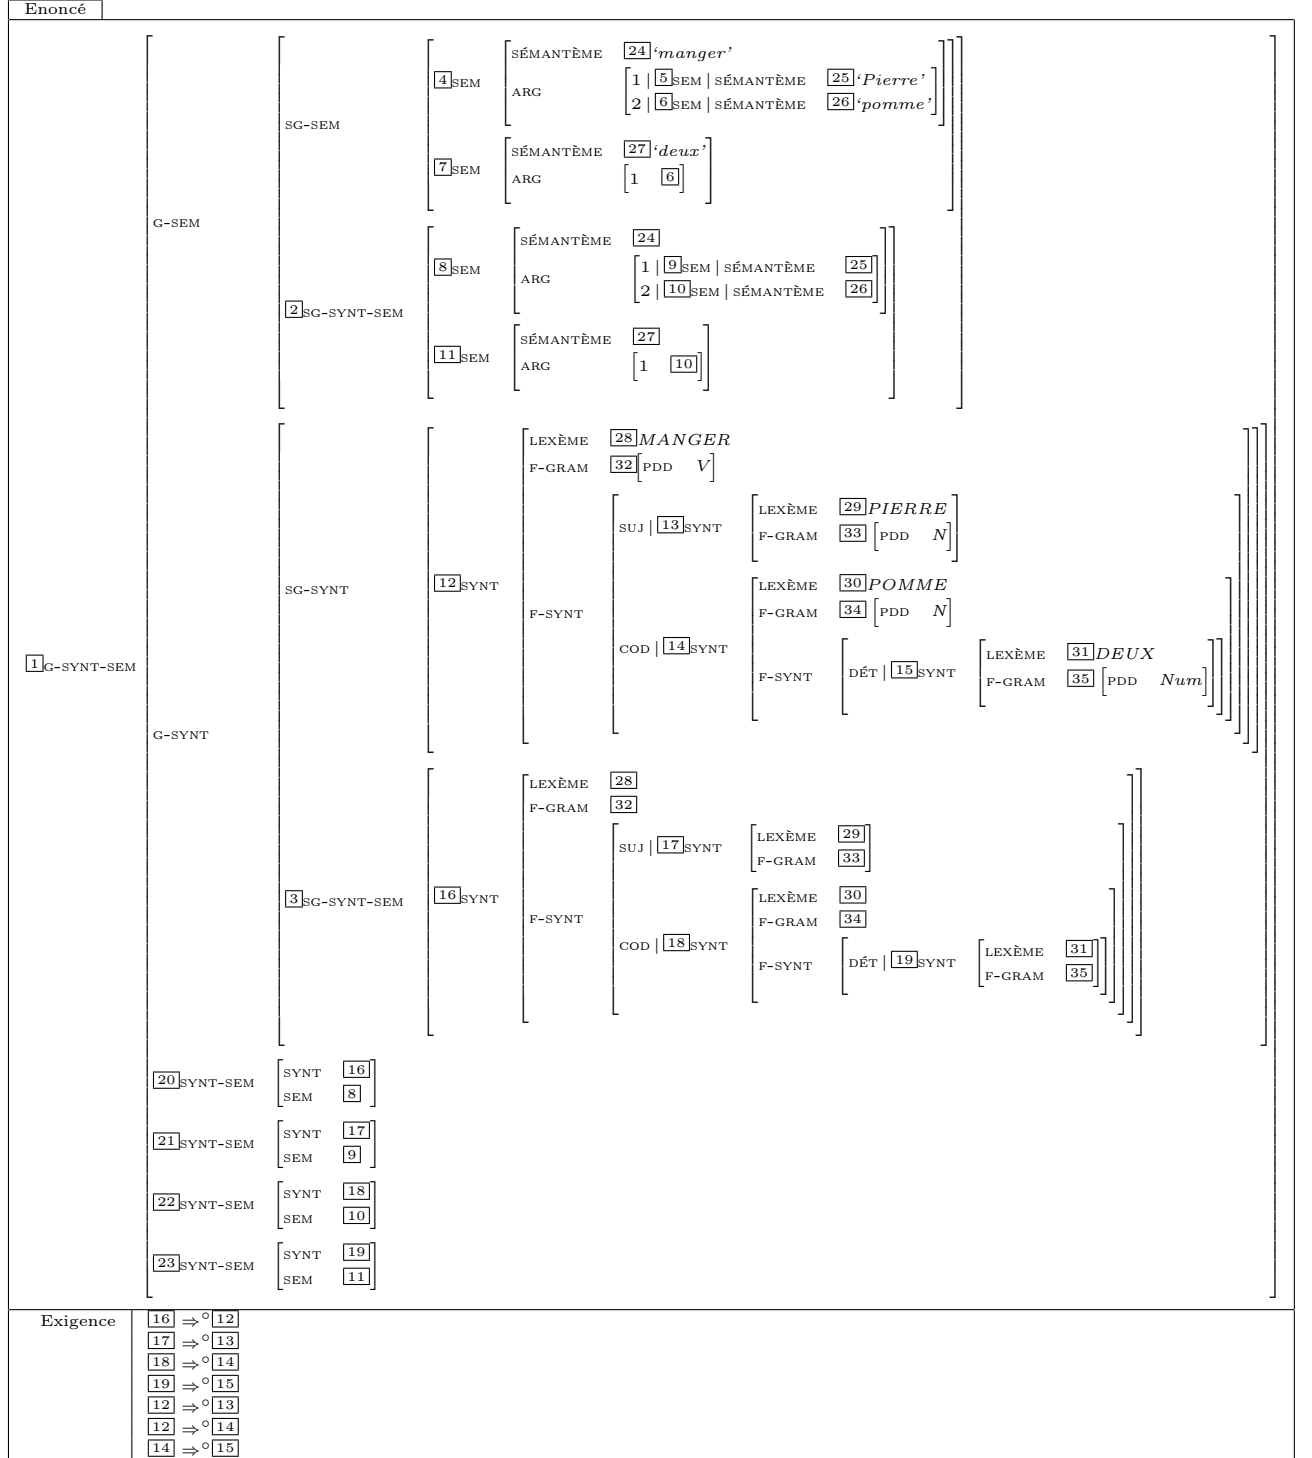 Enoncé
SÉMANTÈME 24 ‘manger’
4 SEM
1 | 5 SEM | SÉMANTÈME 25 ‘Pierre’
ARG
2 | 6 SEM | SÉMANTÈME 26 ‘pomme’
SG-SEM
SÉMANTÈME 27 ‘deux’
7 SEM
ARG [1 6]
G-SEM
SÉMANTÈME 24
8 SEM
1 | 9 SEM | SÉMANTÈME 25
ARG
2 | 10 SEM | SÉMANTÈME 26
2 SG-SYNT-SEM
SÉMANTÈME 27
11 SEM
ARG [1 10]
LEXÈME 28 MANGER
F-GRAM 32 [PDD V]
LEXÈME 29 PIERRE
SUJ | 13 SYNT
F-GRAM 33 [PDD N]
12 SYNT
LEXÈME 30 POMME
SG-SYNT
F-GRAM 34 [PDD N]
F-SYNT
COD | 14 SYNT
LEXÈME 31 DEUX
1 G-SYNT-SEM
F-SYNT [DÉT | 15 SYNT
F-GRAM 35 [PDD Num]
G-SYNT
LEXÈME 28
F-GRAM 32
LEXÈME 29
SUJ | 17 SYNT
F-GRAM 33
3 SG-SYNT-SEM
16 SYNT
LEXÈME 30
F-GRAM 34
F-SYNT
COD | 18 SYNT
LEXÈME 31
F-SYNT [DÉT | 19 SYNT
F-GRAM 35
SYNT 16
20 SYNT-SEM
SEM 8
SYNT 17
21 SYNT-SEM
SEM 9
SYNT 18
22 SYNT-SEM
SEM 10
SYNT 19
23 SYNT-SEM
SEM 11
Exigence 16 ⇒° 12
17 ⇒° 13
18 ⇒° 14
19 ⇒° 15
12 ⇒° 13
12 ⇒° 14
14 ⇒° 15